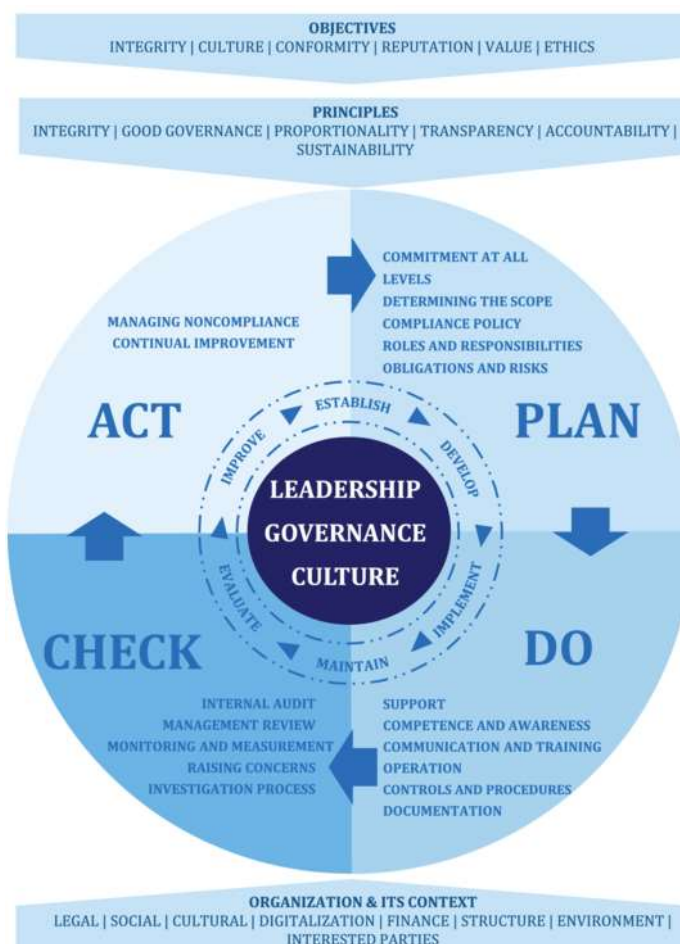 OBJECTIVES
INTEGRITY | CULTURE | CONFORMITY | REPUTATION | VALUE | ETHICS
PRINCIPLES
INTEGRITY | GOOD GOVERNANCE | PROPORTIONALITY | TRANSPARENCY | ACCOUNTABILITY |
SUSTAINABILITY
MANAGING NONCOMPLIANCE
CONTINUAL IMPROVEMENT
ACT
COMMITMENT AT ALL
LEVELS
DETERMINING THE SCOPE
COMPLIANCE POLICY
ROLES AND RESPONSIBILITIES
OBLIGATIONS AND RISKS
PLAN
ESTABLISH
DEVELOP
IMPLEMENT
MAINTAIN
EVALUATE
IMPROVE
LEADERSHIP
GOVERNANCE
CULTURE
CHECK
INTERNAL AUDIT
MANAGEMENT REVIEW
MONITORING AND MEASUREMENT
RAISING CONCERNS
INVESTIGATION PROCESS
DO
SUPPORT
COMPETENCE AND AWARENESS
COMMUNICATION AND TRAINING
OPERATION
CONTROLS AND PROCEDURES
DOCUMENTATION
ORGANIZATION & ITS CONTEXT
LEGAL | SOCIAL | CULTURAL | DIGITALIZATION | FINANCE | STRUCTURE | ENVIRONMENT |
INTERESTED PARTIES